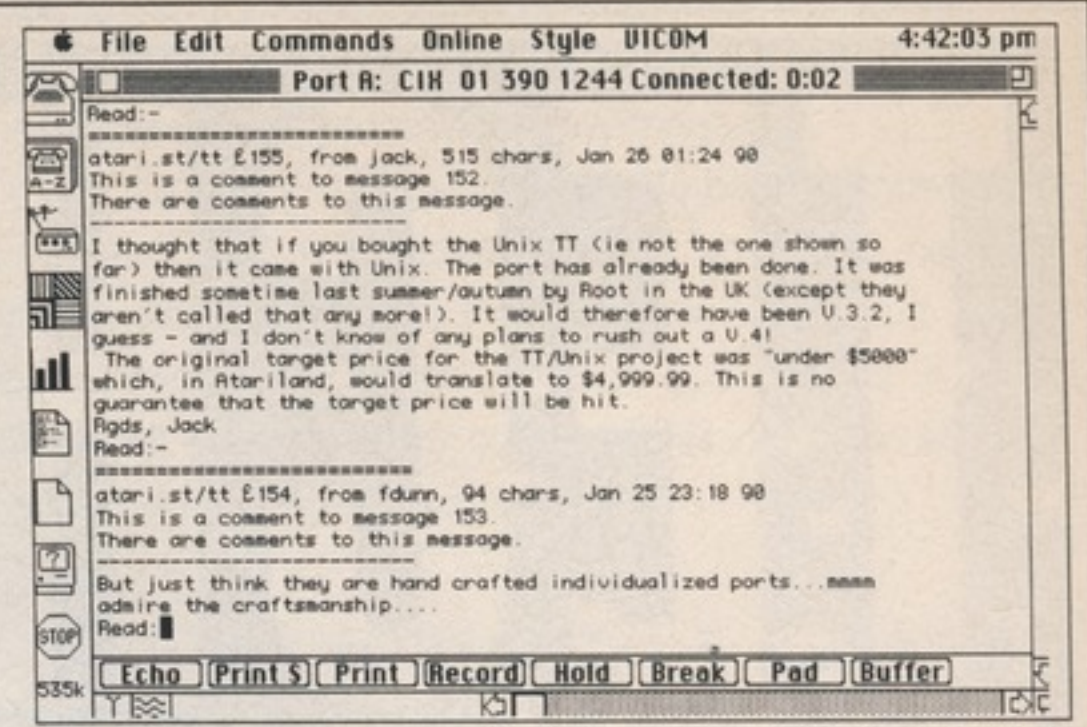 File Edit Commands Online Style VICOM 4:42:03 pm
Port A: CIX 01 390 1244 Connected: 0:02
Read:-
===========================
atari.st/tt £155, from jack, 515 chars, Jan 26 01:24 90
This is a comment to message 152.
There are comments to this message.
---------------------------
I thought that if you bought the Unix TT (ie not the one shown so
far) then it came with Unix. The port has already been done. It was
finished sometime last summer/autumn by Root in the UK (except they
aren't called that any more!). It would therefore have been V.3.2, I
guess - and I don't know of any plans to rush out a V.4!
The original target price for the TT/Unix project was "under $5000"
which, in Atariland, would translate to $4,999.99. This is no
guarantee that the target price will be hit.
Rgds, Jack
Read:-
===========================
atari.st/tt £154, from fdunn, 94 chars, Jan 25 23:18 90
This is a comment to message 153.
There are comments to this message.
---------------------------
But just think they are hand crafted individualized ports...mmmm
admire the craftsmanship....
Read:
A-Z
?
STOP
535k
Echo Print S Print Record Hold Break Pad Buffer